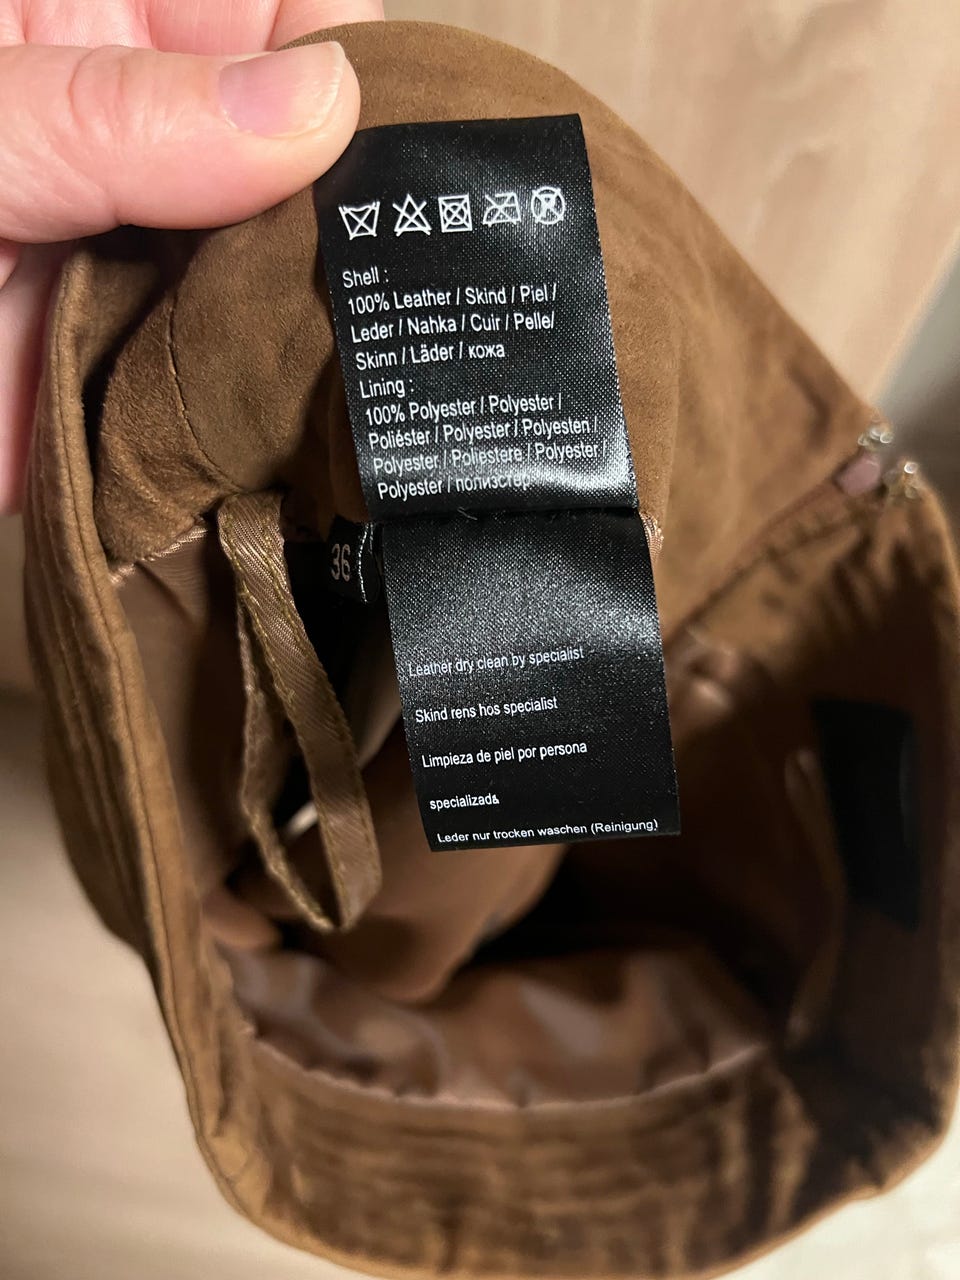 Shell :
100% Leather / Skind / Piel /
Leder / Nahka / Cuir / Pelle/
Skinn / Läder / кожа
Lining :
100% Polyester / Polyester /
Poliéster / Polyester / Polyesteri /
Polyester / Poliestere / Polyester /
Polyester / полиэстер
36
Leather dry clean by specialist
Skind rens hos specialist
Limpieza de piel por persona
specializada
Leder nur trocken waschen (Reinigung)